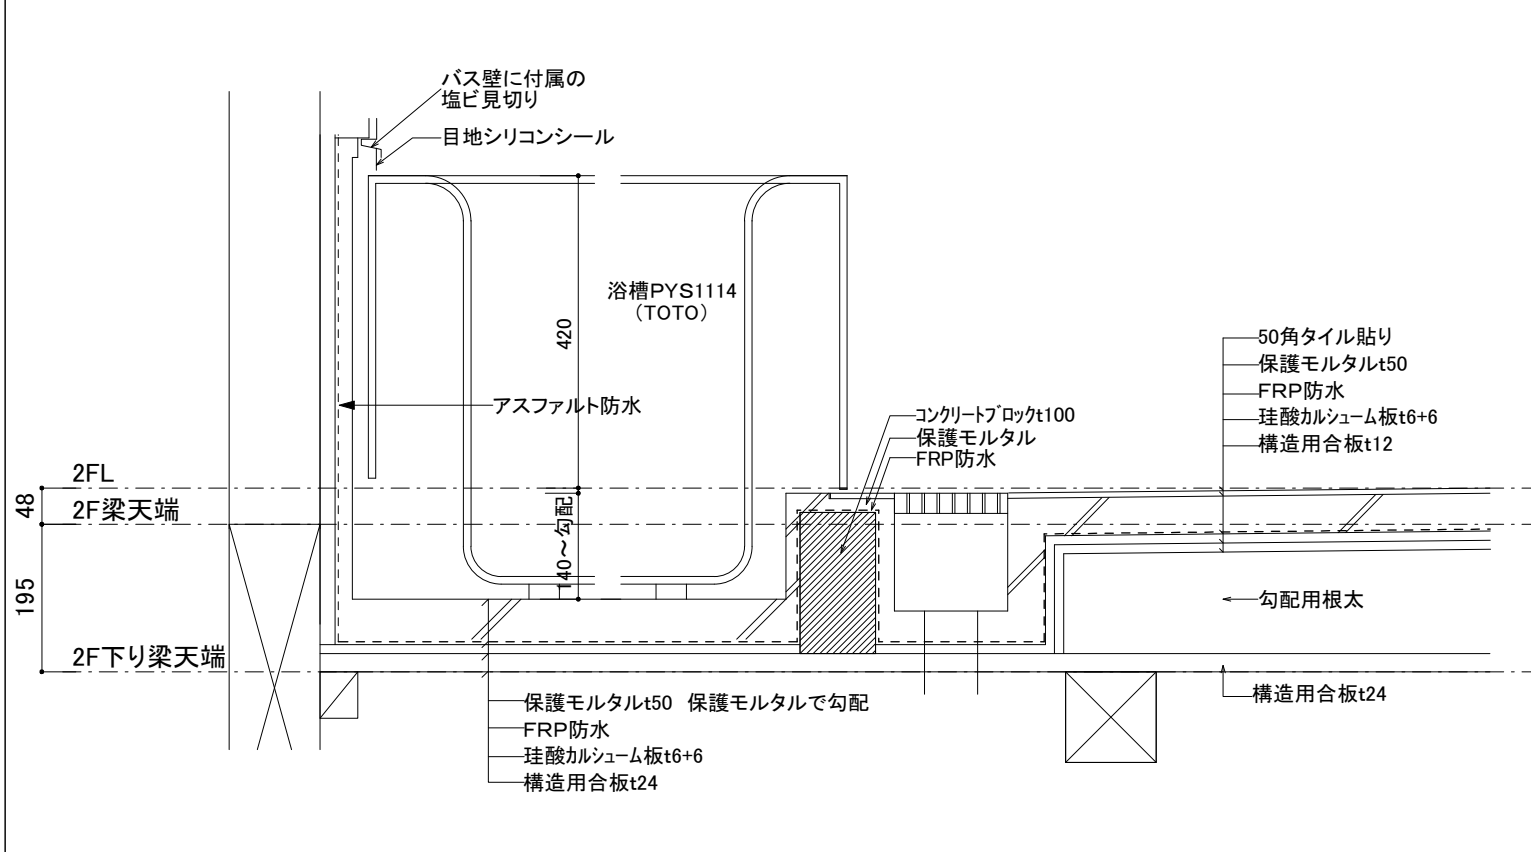 バス壁に付属の
塩ビ見切り
目地シリコンシール
浴槽PYS1114
(TOTO)
420
アスファルト防水
50角タイル貼り
保護モルタルt50
FRP防水
珪酸カルシューム板t6+6
構造用合板t12
コンクリートブロックt100
保護モルタル
FRP防水
2FL
48
2F梁天端
140～勾配
195
勾配用根太
2F下り梁天端
構造用合板t24
保護モルタルt50 保護モルタルで勾配
FRP防水
珪酸カルシューム板t6+6
構造用合板t24